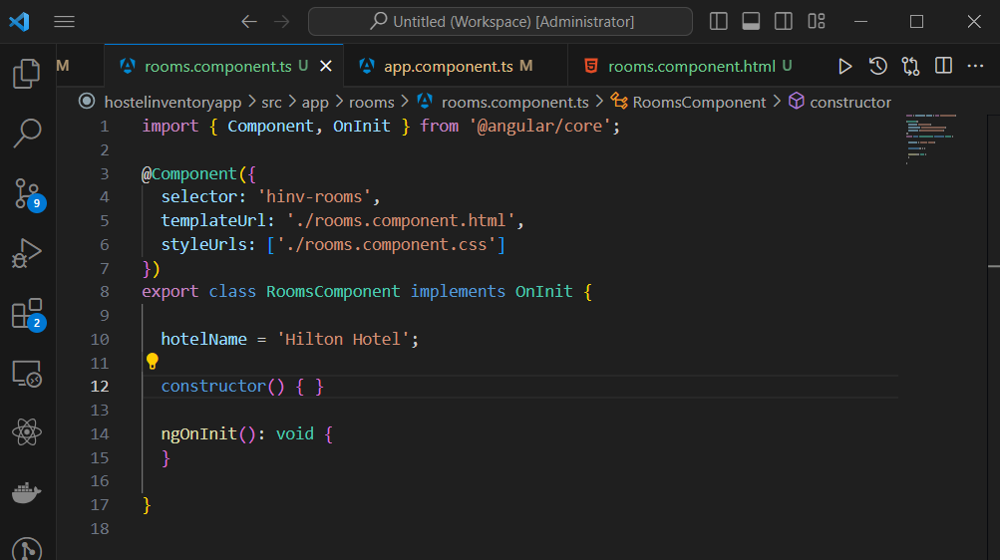 Untitled (Workspace) [Administrator]
M rooms.component.ts U app.component.ts M rooms.component.html U
hostelinventoryapp > src > app > rooms > rooms.component.ts > RoomsComponent > constructor
1 import { Component, OnInit } from '@angular/core';
2
3 @Component({
4 selector: 'hinv-rooms',
5 templateUrl: './rooms.component.html',
6 styleUrls: ['./rooms.component.css']
7 })
8 export class RoomsComponent implements OnInit {
9
10 hotelName = 'Hilton Hotel';
11
12 constructor() { }
13
14 ngOnInit(): void {
15 }
16
17 }
18
9
2